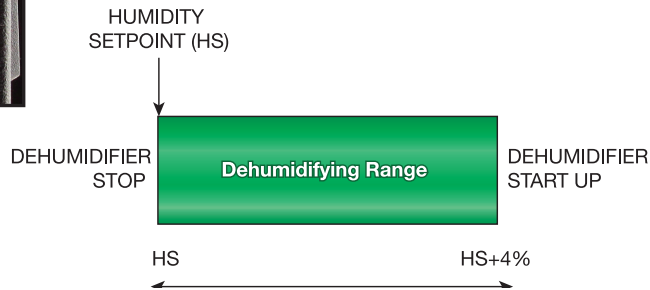 HUMIDITY
SETPOINT (HS)
DEHUMIDIFIER
STOP
Dehumidifying Range
DEHUMIDIFIER
START UP
HS
HS+4%